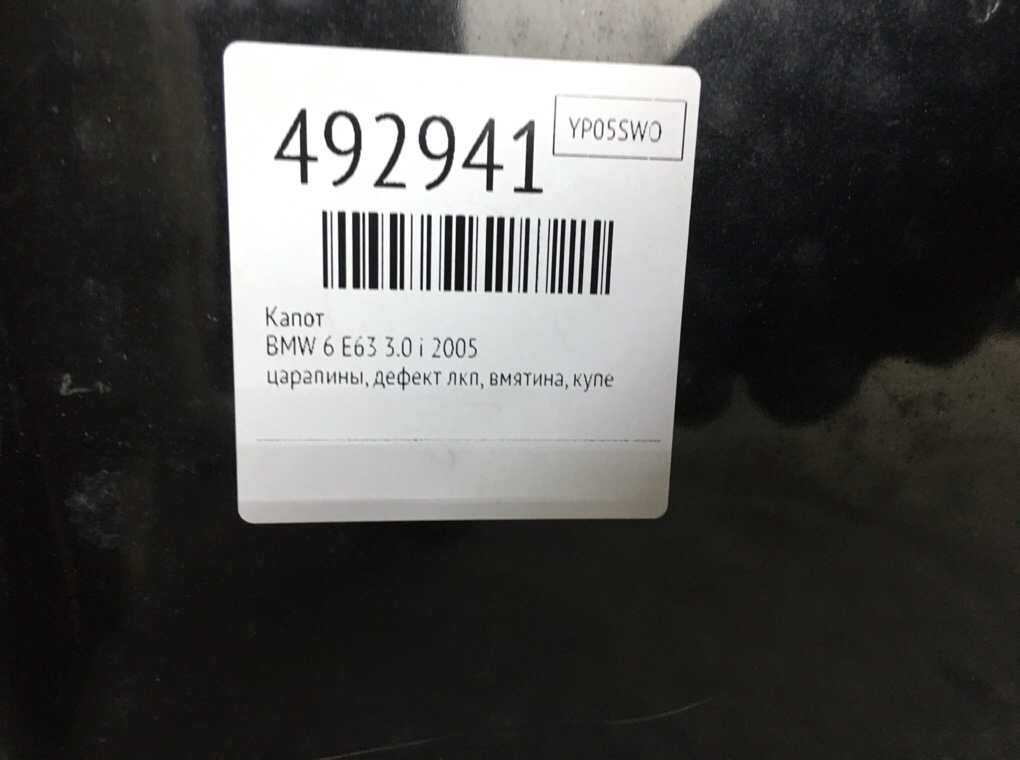 492941
YP05SWO
Капот
BMW 6 E63 3.0 i 2005
царапины, дефект лкп, вмятина, купе